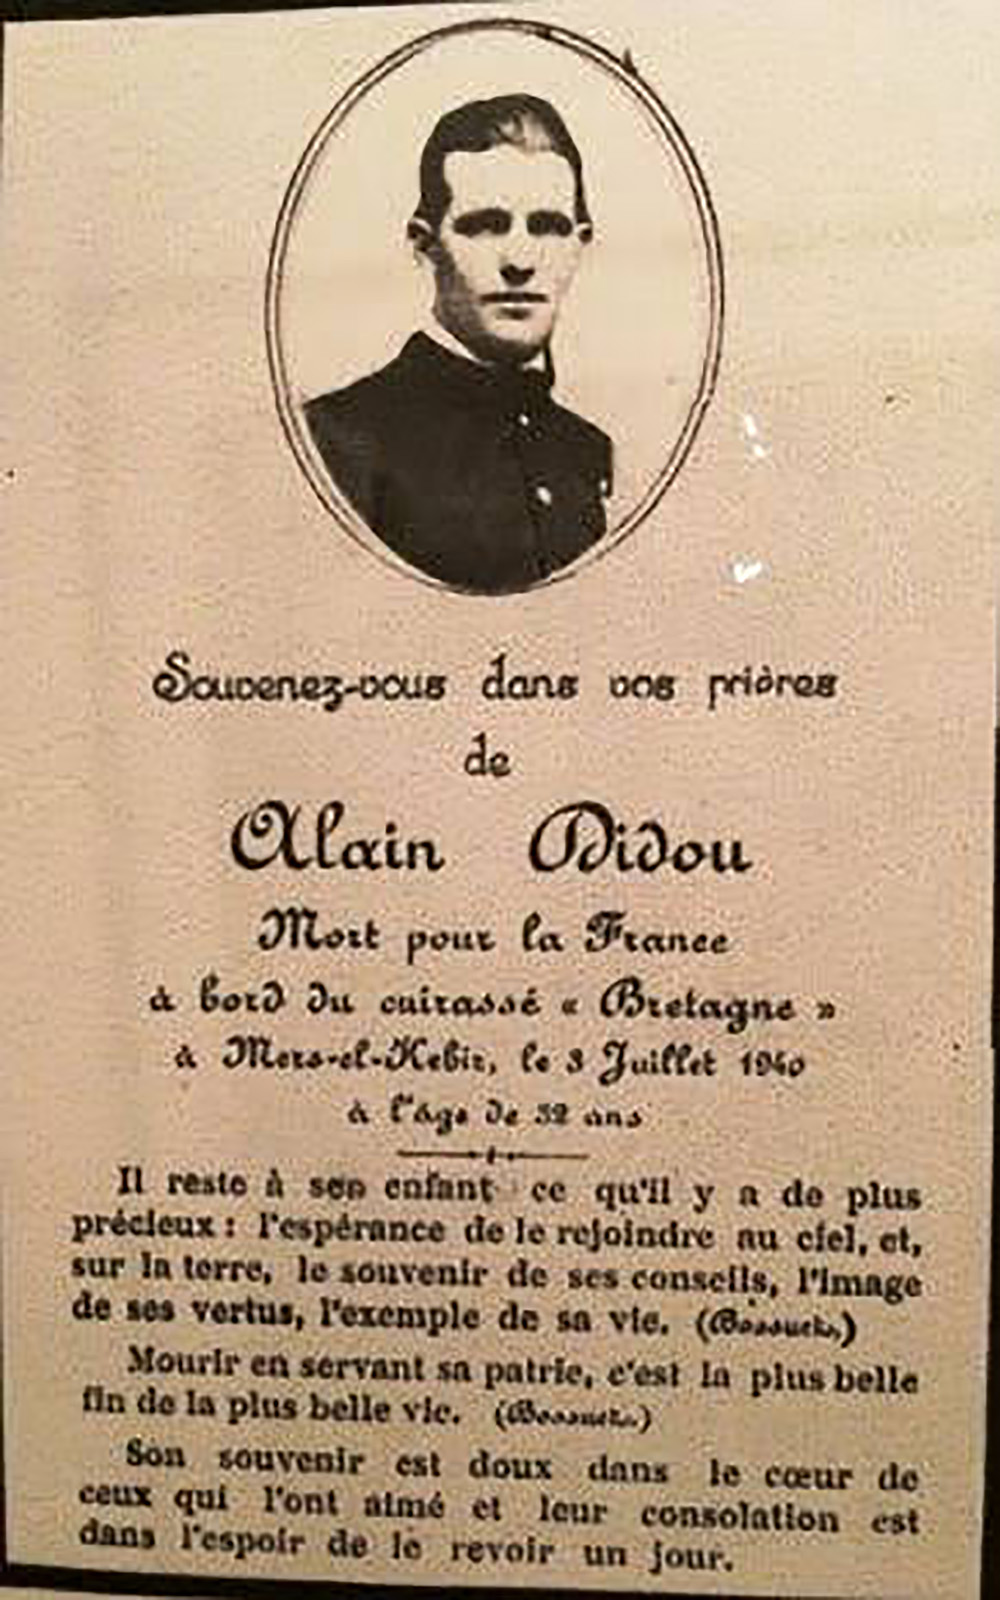 Souvenez-vous dans vos prières
de
Alain Didou
Mort pour la France
à bord du cuirassé « Bretagne »
à Mers-el-Kebir, le 3 Juillet 1940
à l'âge de 32 ans
Il reste à son enfant ce qu'il y a de plus
précieux : l'espérance de le rejoindre au ciel, et,
sur la terre, le souvenir de ses conseils, l'image
de ses vertus, l'exemple de sa vie. (Bossuet.)
Mourir en servant sa patrie, c'est la plus belle
fin de la plus belle vie. (Bossuet.)
Son souvenir est doux dans le cœur de
ceux qui l'ont aimé et leur consolation est
dans l'espoir de le revoir un jour.